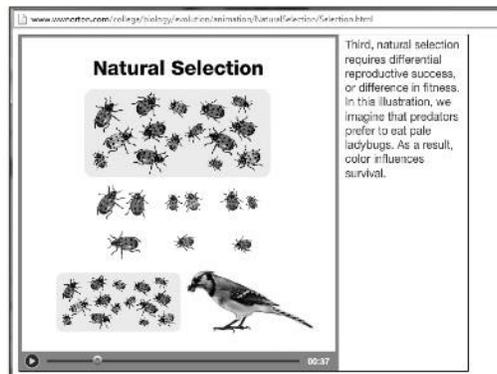 www.wwnorton.com/college/biology/evolution/animation/NaturalSelection/Selection.html
Natural Selection
Third, natural selection
requires differential
reproductive success,
or difference in fitness.
In this illustration, we
imagine that predators
prefer to eat pale
ladybugs. As a result,
color influences
survival.
00:37